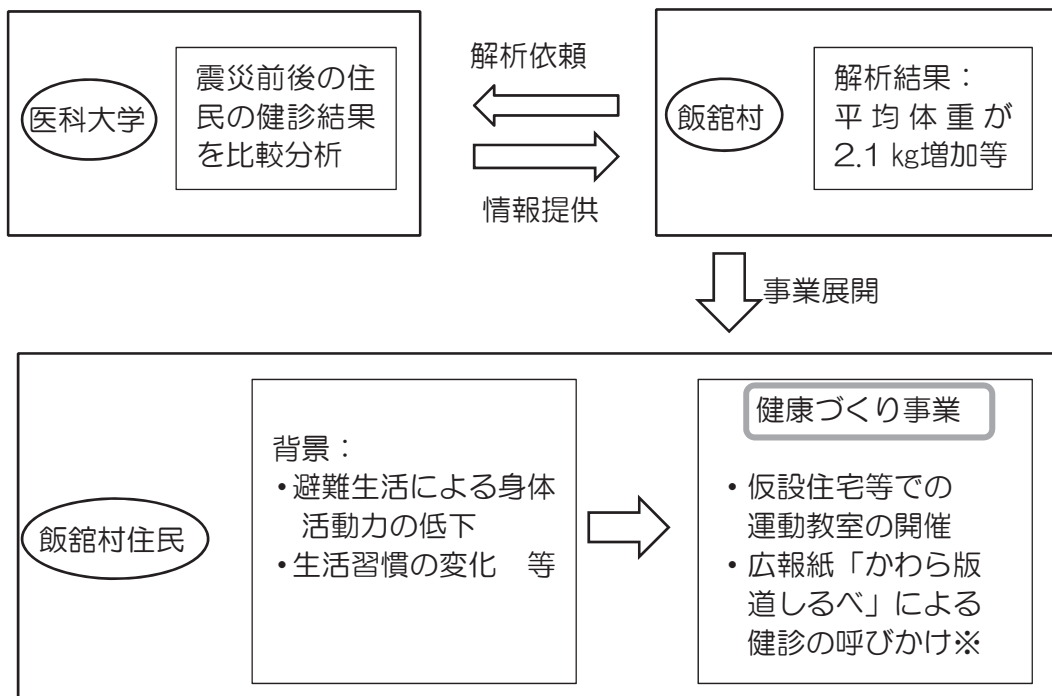 医科大学
震災前後の住
民の健診結果
を比較分析
解析依頼
情報提供
飯舘村
解析結果：
平均体重が
2.1 ㎏増加等
事業展開
飯舘村住民
背景：
・避難生活による身体
活動力の低下
・生活習慣の変化　等
健康づくり事業
・仮設住宅等での
運動教室の開催
・広報紙「かわら版
道しるべ」による
健診の呼びかけ※